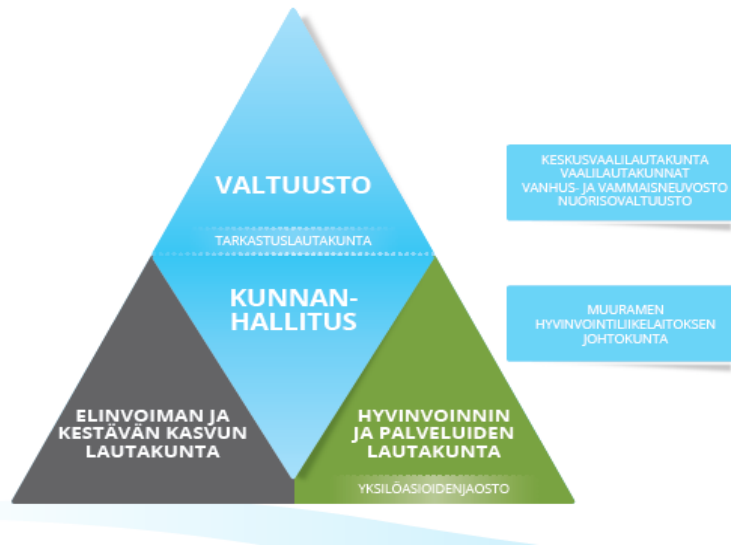 VALTUUSTO
TARKASTUSLAUTAKUNTA
KUNNAN-
HALLITUS
ELINVOIMAN JA
KESTÄVÄN KASVUN
LAUTAKUNTA
HYVINVOINNIN
JA PALVELUIDEN
LAUTAKUNTA
YKSILÖASIOIDENJAOSTO
KESKUSVAALILAUTAKUNTA
VAALILAUTAKUNNAT
VANHUS- JA VAMMAISNEUVOSTO
NUORISOVALTUUSTO
MUURAMEN
HYVINVOINTILIIKELAITOKSEN
JOHTOKUNTA